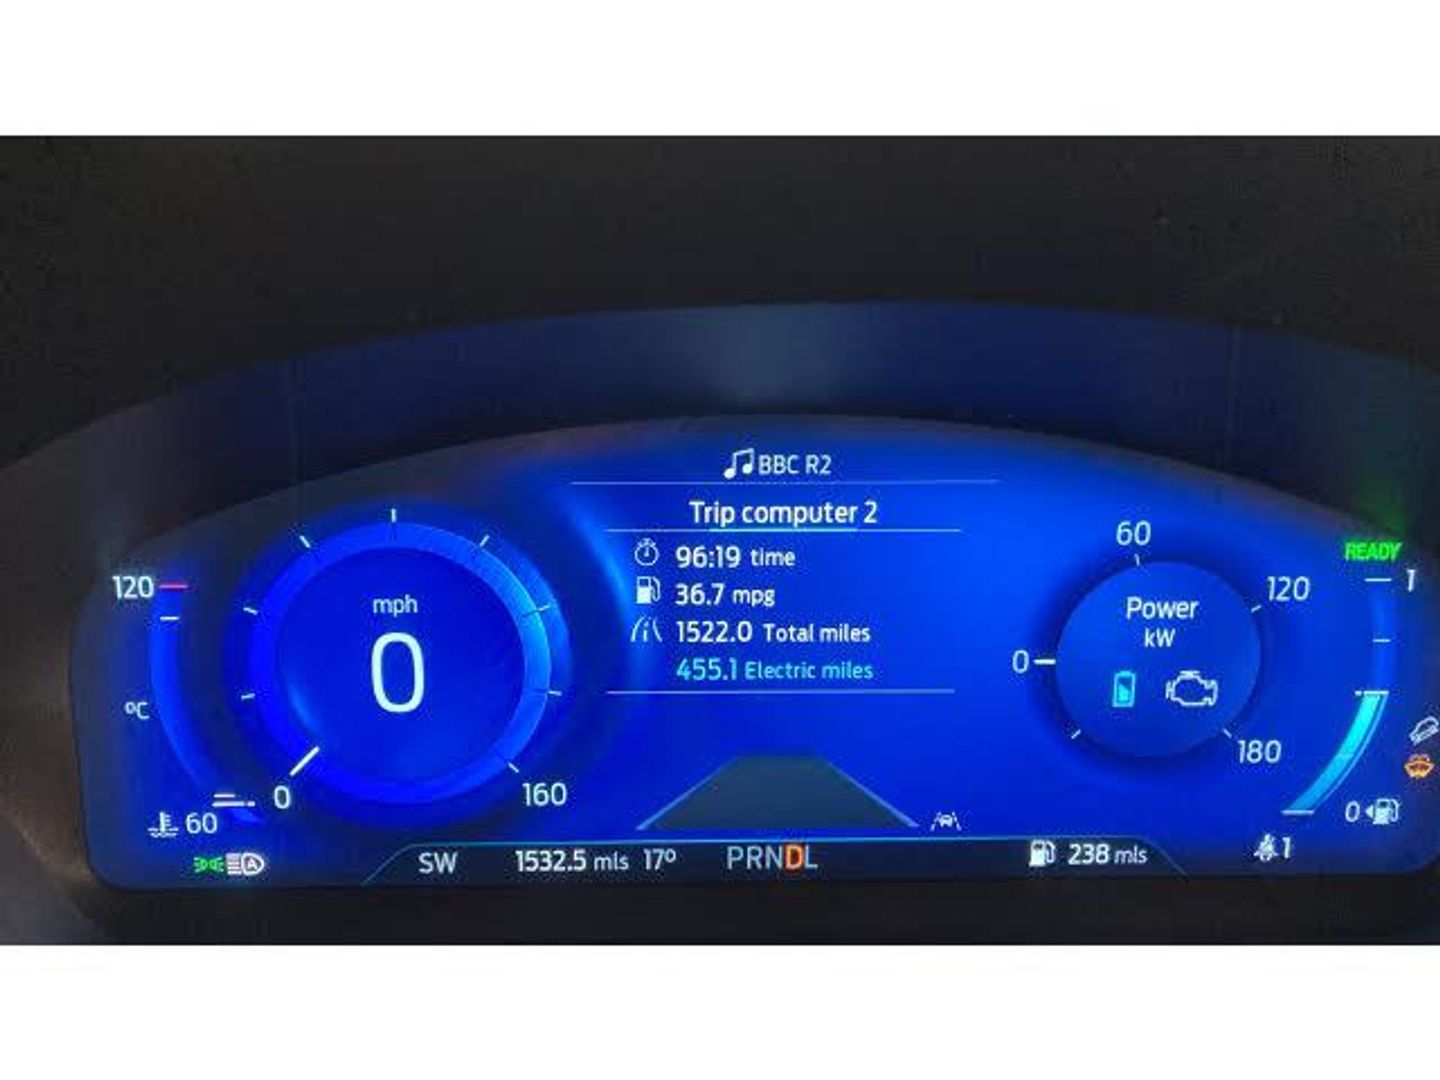 BBC R2
Trip computer 2
96:19 time
36.7 mpg
1522.0 Total miles
455.1 Electric miles
120
°C
60
mph
0
0
160
60
120
Power
kW
0
180
READY
1
0
1
SW 1532.5 mls 17° PRNDL 238 mls
A